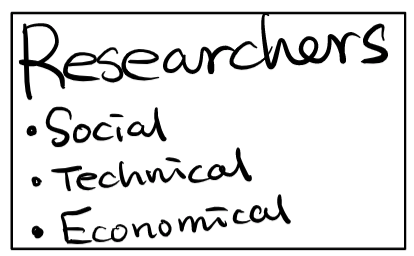 Researchers
• Social
• Technical
• Economical